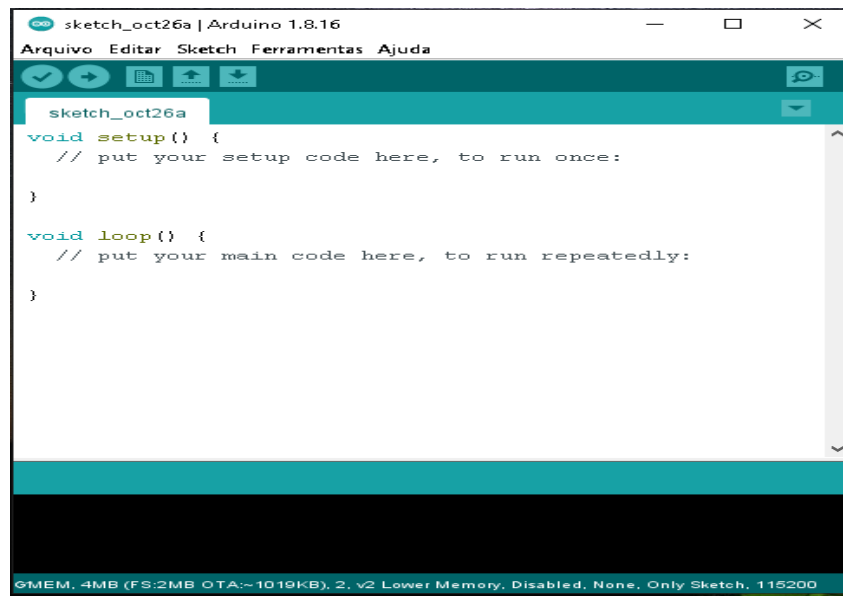 sketch_oct26a | Arduino 1.8.16
Arquivo Editar Sketch Ferramentas Ajuda
sketch_oct26a
void setup() {
  // put your setup code here, to run once:
}
void loop() {
  // put your main code here, to run repeatedly:
}
MEM, 4MB (FS:2MB OTA:~1019KB), 2, v2 Lower Memory, Disabled, None, Only Sketch, 115200